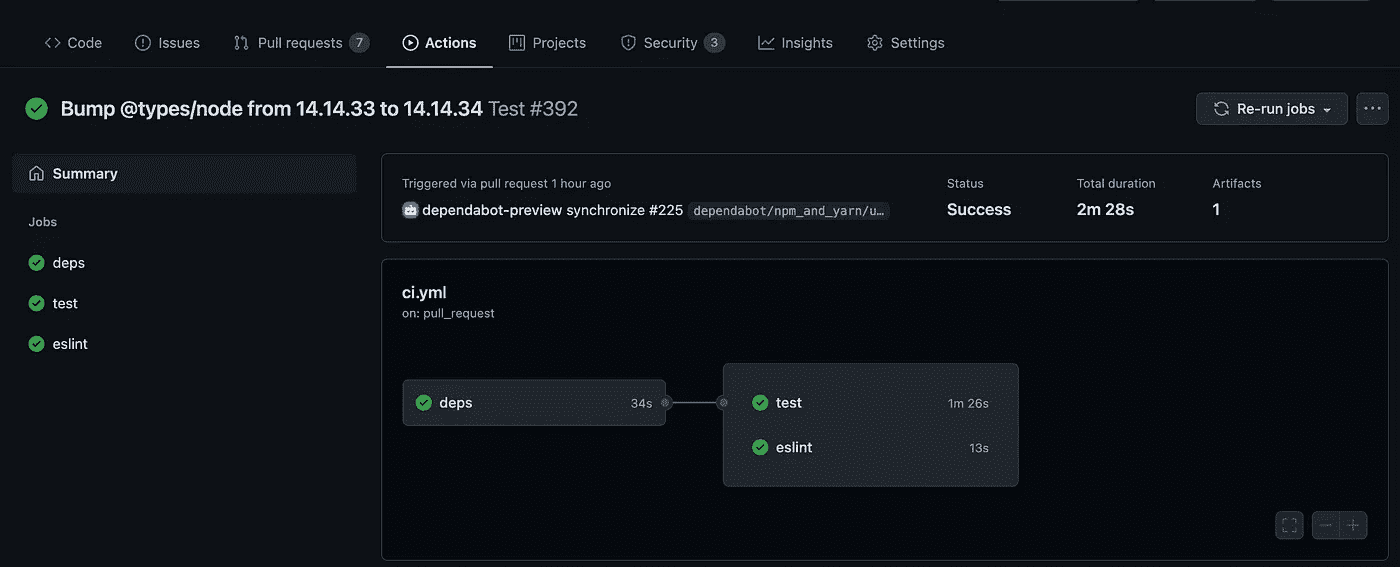 Code Issues Pull requests 7 Actions Projects Security 3 Insights Settings
Bump @types/node from 14.14.33 to 14.14.34 Test #392
Re-run jobs
Summary
Jobs
deps
test
eslint
Triggered via pull request 1 hour ago
dependabot-preview synchronize #225 dependabot/npm_and_yarn/u…
Status
Success
Total duration
2m 28s
Artifacts
1
ci.yml
on: pull_request
deps 34s
test 1m 26s
eslint 13s